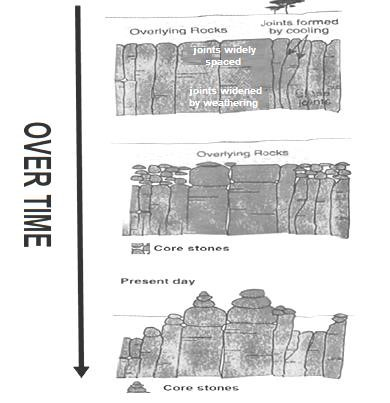 OVER TIME
Overlying Rocks
Joints formed
by cooling
joints widely
spaced
joints widened
by weathering
joints
Overlying Rocks
Core stones
Present day
Core stones